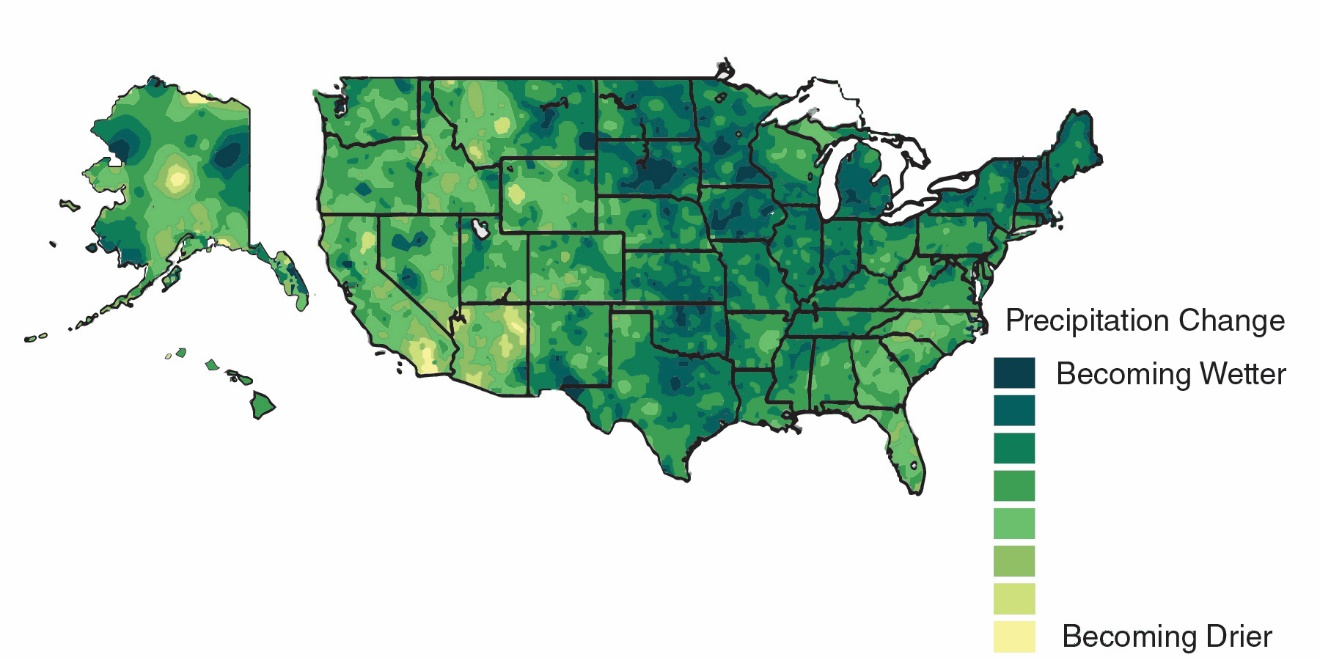 Precipitation Change
Becoming Wetter
Becoming Drier